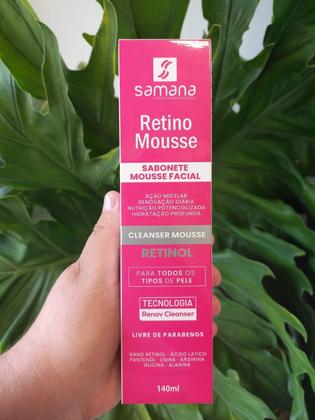 samana
Retino
Mousse
SABONETE
MOUSSE FACIAL
AÇÃO MICELAR
RENOVAÇÃO DIÁRIA
NUTRIÇÃO POTENCIALIZADA
HIDRATAÇÃO PROFUNDA
CLEANSER MOUSSE
RETINOL
PARA TODOS OS
TIPOS DE PELE
TECNOLOGIA
Renov Cleanser
LIVRE DE PARABENOS
NANO RETINOL · ÁCIDO LÁTICO
PANTENOL · LISINA · ARGININA
GLICINA · ALANINA
140ml